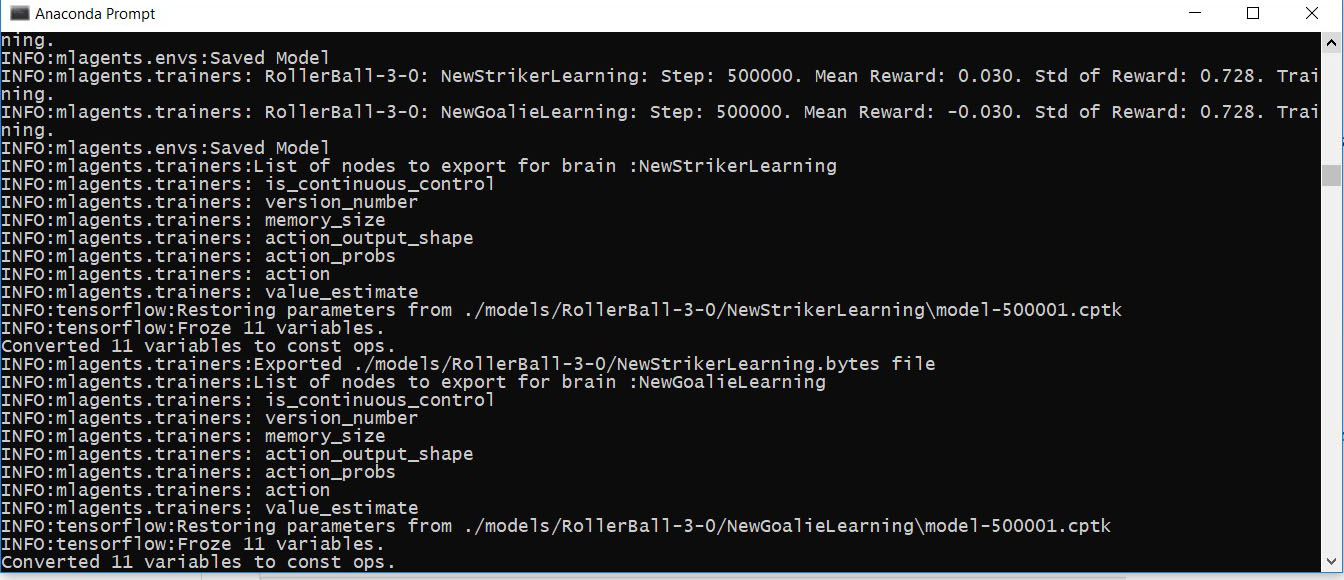 Anaconda Prompt
ning.
INFO:mlagents.envs:Saved Model
INFO:mlagents.trainers: RollerBall-3-0: NewStrikerLearning: Step: 500000. Mean Reward: 0.030. Std of Reward: 0.728. Trai
ning.
INFO:mlagents.trainers: RollerBall-3-0: NewGoalieLearning: Step: 500000. Mean Reward: -0.030. Std of Reward: 0.728. Trai
ning.
INFO:mlagents.envs:Saved Model
INFO:mlagents.trainers:List of nodes to export for brain :NewStrikerLearning
INFO:mlagents.trainers: is_continuous_control
INFO:mlagents.trainers: version_number
INFO:mlagents.trainers: memory_size
INFO:mlagents.trainers: action_output_shape
INFO:mlagents.trainers: action_probs
INFO:mlagents.trainers: action
INFO:mlagents.trainers: value_estimate
INFO:tensorflow:Restoring parameters from ./models/RollerBall-3-0/NewStrikerLearning\model-500001.cptk
INFO:tensorflow:Froze 11 variables.
Converted 11 variables to const ops.
INFO:mlagents.trainers:Exported ./models/RollerBall-3-0/NewStrikerLearning.bytes file
INFO:mlagents.trainers:List of nodes to export for brain :NewGoalieLearning
INFO:mlagents.trainers: is_continuous_control
INFO:mlagents.trainers: version_number
INFO:mlagents.trainers: memory_size
INFO:mlagents.trainers: action_output_shape
INFO:mlagents.trainers: action_probs
INFO:mlagents.trainers: action
INFO:mlagents.trainers: value_estimate
INFO:tensorflow:Restoring parameters from ./models/RollerBall-3-0/NewGoalieLearning\model-500001.cptk
INFO:tensorflow:Froze 11 variables.
Converted 11 variables to const ops.